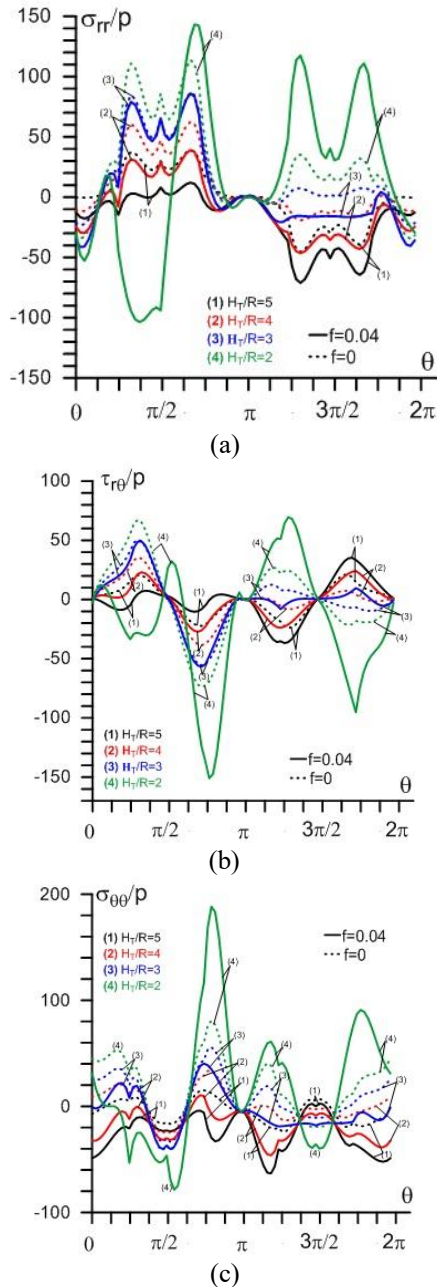 σrr/p
150
100
50
0
-50
-100
-150
(4)
(3)
(2)
(1)
(4)
(3)
(2)
(1)
(1) HT/R=5
(2) HT/R=4
(3) HT/R=3
(4) HT/R=2
f=0.04
f=0
θ
0 π/2 π 3π/2 2π
(a)
τrθ/p
100
50
0
-50
-100
-150
(3)
(4)
(2)
(1)
(1)
(2)
(3)
(4)
(4)
(3)
(2)
(1)
(1)
(2)
(3)
(4)
(1) HT/R=5
(2) HT/R=4
(3) HT/R=3
(4) HT/R=2
f=0.04
f=0
θ
0 π/2 π 3π/2 2π
(b)
σθθ/p
200
100
0
-100
(1) HT/R=5
(2) HT/R=4
(3) HT/R=3
(4) HT/R=2
f=0.04
f=0
(4)
(3)
(2)
(1)
(4)
(4)
(3)
(2)
(1)
(4)
(3)
(2)
(1)
(1)
(4)
(4)
(3)
(2)
(1)
θ
0 π/2 π 3π/2 2π
(c)